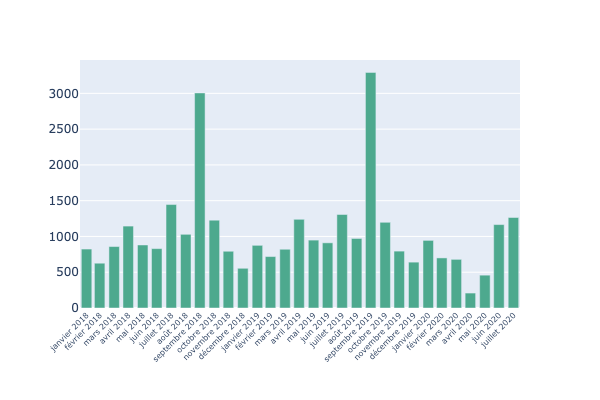 3000
2500
2000
1500
1000
500
0
janvier 2018
février 2018
mars 2018
avril 2018
mai 2018
juin 2018
juillet 2018
août 2018
septembre 2018
octobre 2018
novembre 2018
décembre 2018
janvier 2019
février 2019
mars 2019
avril 2019
mai 2019
juin 2019
juillet 2019
août 2019
septembre 2019
octobre 2019
novembre 2019
décembre 2019
janvier 2020
février 2020
mars 2020
avril 2020
mai 2020
juin 2020
juillet 2020